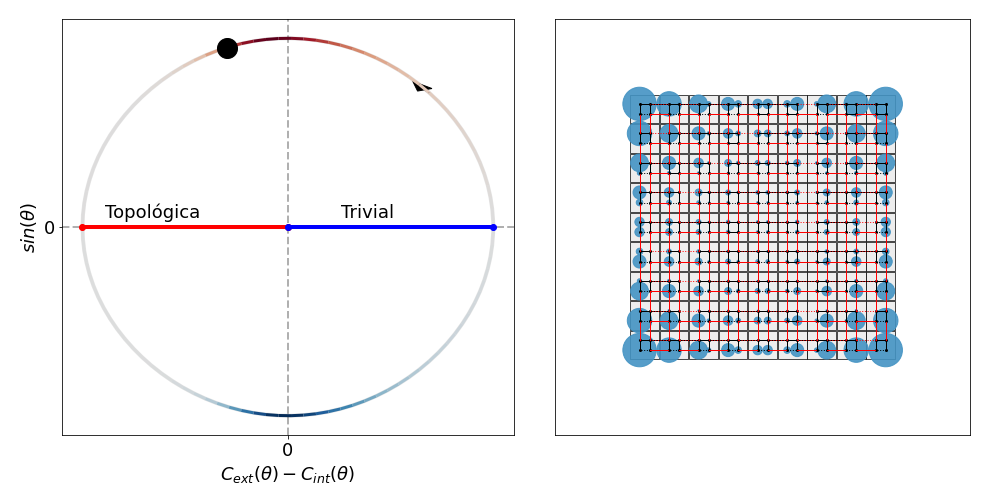 Topológica
Trivial
sin(θ)
0
0
C_ext(θ) − C_int(θ)